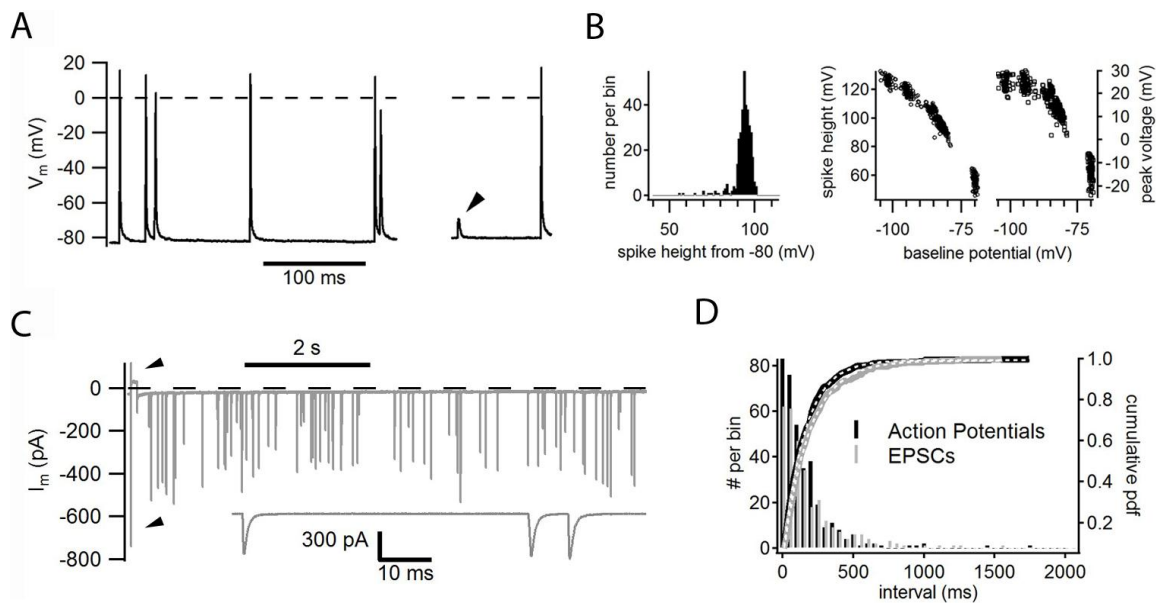 A
20
0
-20
-40
-60
-80
Vm (mV)
100 ms
B
number per bin
40
20
0
50
100
spike height from -80 (mV)
spike height (mV)
120
100
80
60
-100
-75
-100
-75
baseline potential (mV)
30
20
10
0
-10
-20
peak voltage (mV)
C
2 s
0
-200
-400
-600
-800
Im (pA)
300 pA
10 ms
D
80
60
40
20
0
# per bin
Action Potentials
EPSCs
1.0
0.8
0.6
0.4
0.2
cumulative pdf
0
500
1000
1500
2000
interval (ms)